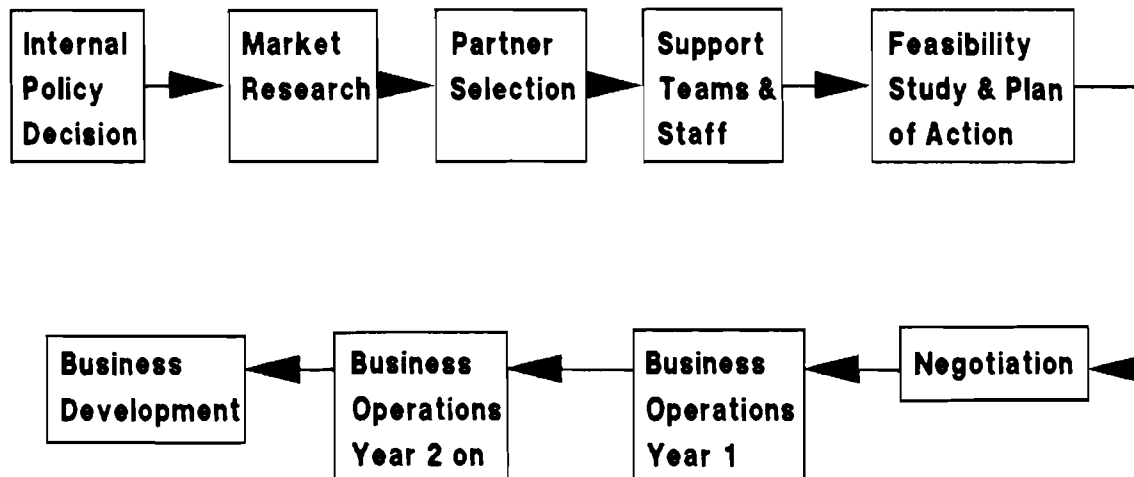 Internal
Policy
Decision
Market
Research
Partner
Selection
Support
Teams &
Staff
Feasibility
Study & Plan
of Action
Negotiation
Business
Operations
Year 1
Business
Operations
Year 2 on
Business
Development